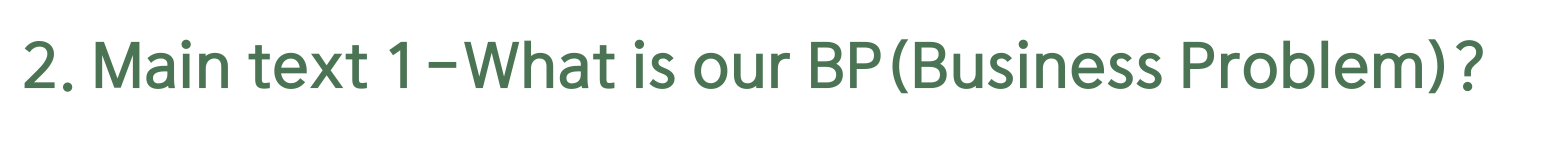 2. Main text 1 -What is our BP(Business Problem)?